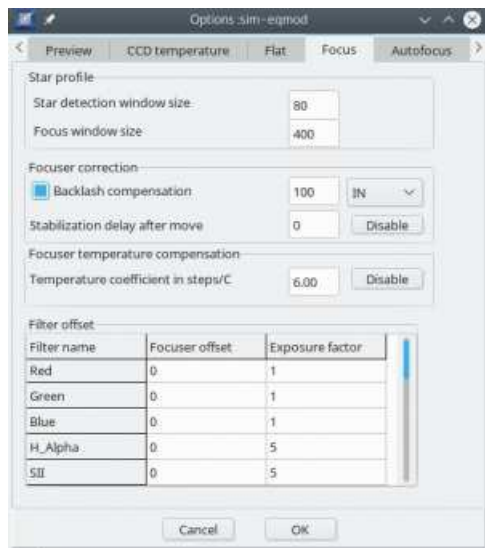 Options :sim-eqmod
Preview CCD temperature Flat Focus Autofocus
Star profile
Star detection window size 80
Focus window size 400
Focuser correction
Backlash compensation 100 IN
Stabilization delay after move 0 Disable
Focuser temperature compensation
Temperature coefficient in steps/C 6.00 Disable
Filter offset
Filter name Focuser offset Exposure factor
Red 0 1
Green 0 1
Blue 0 1
H_Alpha 0 5
SII 0 5
Cancel OK